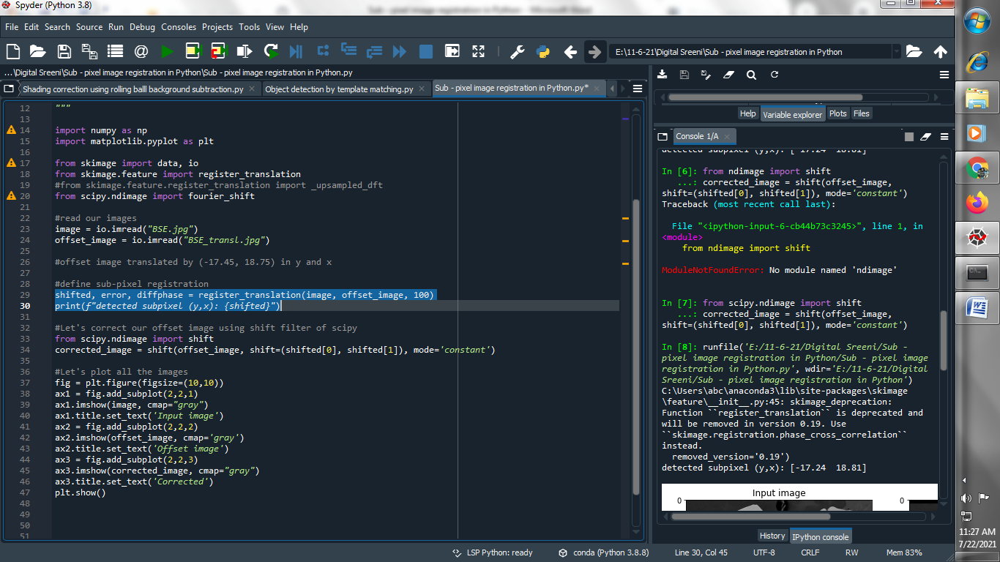 Spyder (Python 3.8)
Sub - pixel image registration in Python - Microsoft Word
File Edit Search Source Run Debug Consoles Projects Tools View Help
E:\11-6-21\Digital Sreeni\Sub - pixel image registration in Python
...\Digital Sreeni\Sub - pixel image registration in Python\Sub - pixel image registration in Python.py
Shading correction using rolling balll background subtraction.py
Object detection by template matching.py
Sub - pixel image registration in Python.py*
12 """
13
14 import numpy as np
15 import matplotlib.pyplot as plt
16
17 from skimage import data, io
18 from skimage.feature import register_translation
19 #from skimage.feature.register_translation import _upsampled_dft
20 from scipy.ndimage import fourier_shift
21
22 #read our images
23 image = io.imread("BSE.jpg")
24 offset_image = io.imread("BSE_transl.jpg")
25
26 #offset image translated by (-17.45, 18.75) in y and x
27
28 #define sub-pixel registration
29 shifted, error, diffphase = register_translation(image, offset_image, 100)
30 print(f"detected subpixel (y,x): {shifted}")
31
32 #Let's correct our offset image using shift filter of scipy
33 from scipy.ndimage import shift
34 corrected_image = shift(offset_image, shift=(shifted[0], shifted[1]), mode='constant')
35
36 #Let's plot all the images
37 fig = plt.figure(figsize=(10,10))
38 ax1 = fig.add_subplot(2,2,1)
39 ax1.imshow(image, cmap="gray")
40 ax1.title.set_text('Input image')
41 ax2 = fig.add_subplot(2,2,2)
42 ax2.imshow(offset_image, cmap='gray')
43 ax2.title.set_text('Offset image')
44 ax3 = fig.add_subplot(2,2,3)
45 ax3.imshow(corrected_image, cmap="gray")
46 ax3.title.set_text('Corrected')
47 plt.show()
48
49
50
51
Help Variable explorer Plots Files
Console 1/A
detected subpixel (y,x): [-17.24 18.81]
In [6]: from ndimage import shift
...: corrected_image = shift(offset_image,
shift=(shifted[0], shifted[1]), mode='constant')
Traceback (most recent call last):
File "<ipython-input-6-cb44b73c3245>", line 1, in
<module>
from ndimage import shift
ModuleNotFoundError: No module named 'ndimage'
In [7]: from scipy.ndimage import shift
...: corrected_image = shift(offset_image,
shift=(shifted[0], shifted[1]), mode='constant')
In [8]: runfile('E:/11-6-21/Digital Sreeni/Sub -
pixel image registration in Python/Sub - pixel image
registration in Python.py', wdir='E:/11-6-21/Digital
Sreeni/Sub - pixel image registration in Python')
C:\Users\abc\anaconda3\lib\site-packages\skimage
\feature\__init__.py:45: skimage_deprecation:
Function ``register_translation`` is deprecated and
will be removed in version 0.19. Use
``skimage.registration.phase_cross_correlation``
instead.
removed_version='0.19')
detected subpixel (y,x): [-17.24 18.81]
Input image
0 0
History IPython console
LSP Python: ready conda (Python 3.8.8) Line 30, Col 45 UTF-8 CRLF RW Mem 83%
11:27 AM
7/22/2021